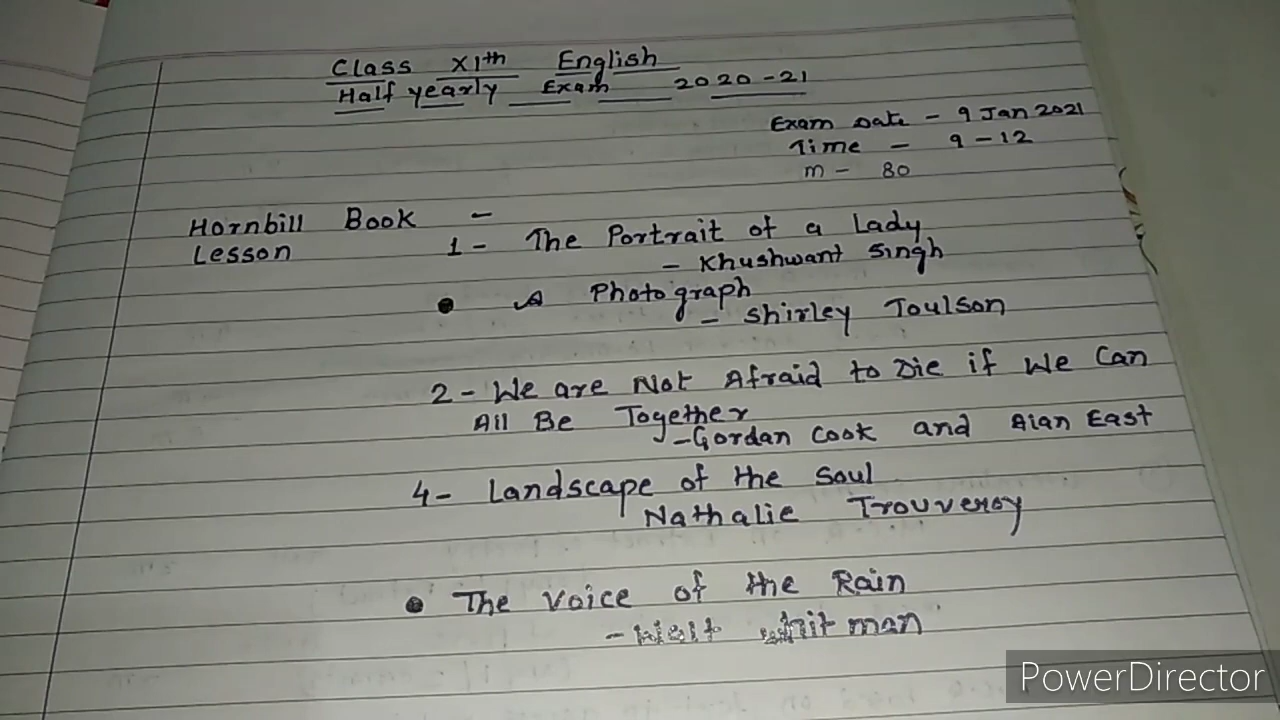 Class XIth English
Half yearly Exam 2020-21
Exam Date - 9 Jan 2021
Time - 9-12
m - 80
Hornbill Book -
Lesson 1- The Portrait of a Lady
- Khushwant Singh
• A Photograph
- Shirley Toulson
2- We are Not Afraid to Die if We Can
All Be Together
- Gordan Cook and Alan East
4- Landscape of the Soul
Nathalie Trouveroy
• The Voice of the Rain
- Walt Whitman
PowerDirector